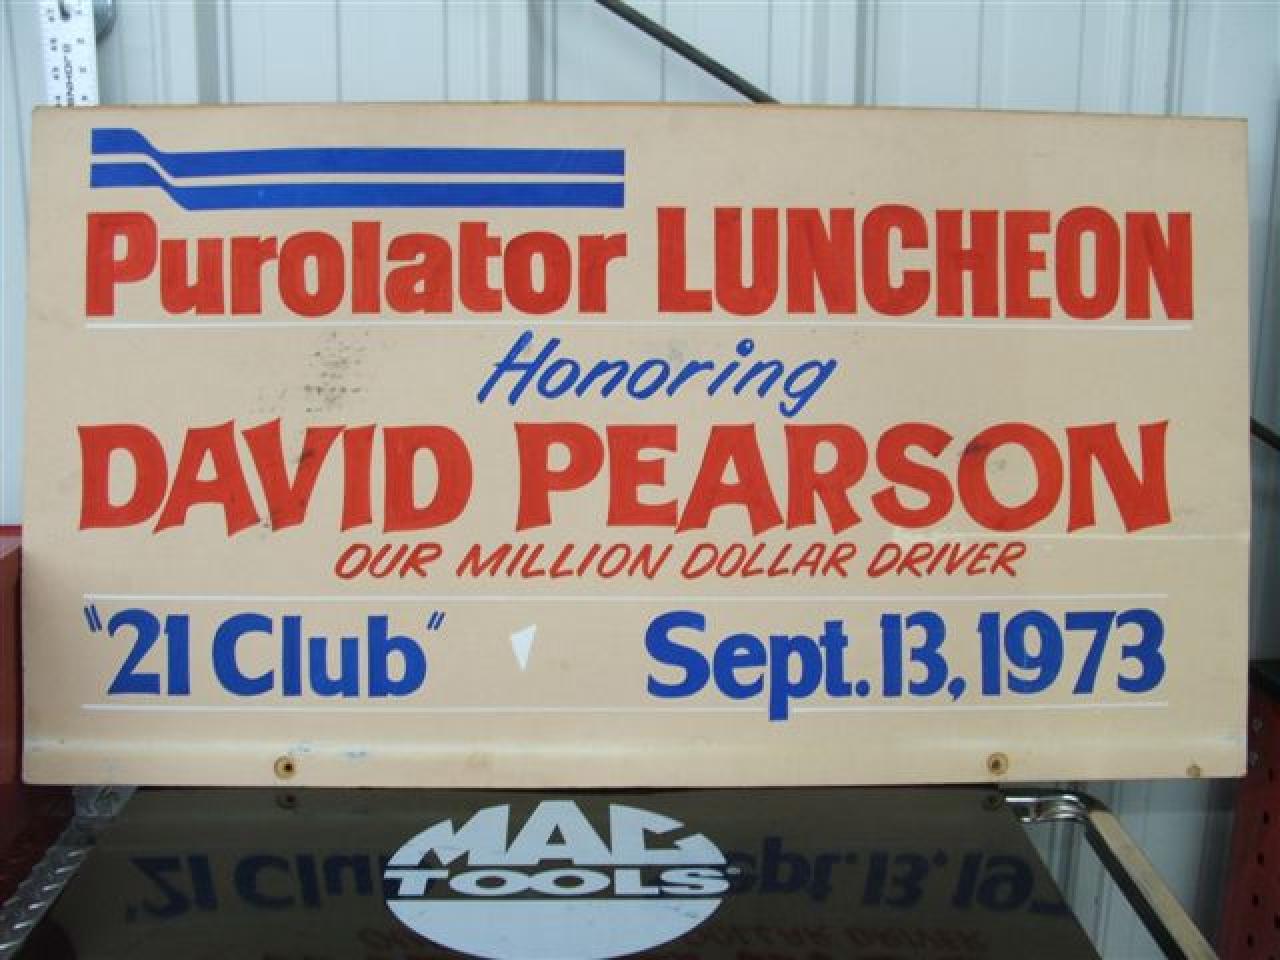 Purolator LUNCHEON
Honoring
DAVID PEARSON
OUR MILLION DOLLAR DRIVER
"21 Club" Sept. 13, 1973
MAC
TOOLS